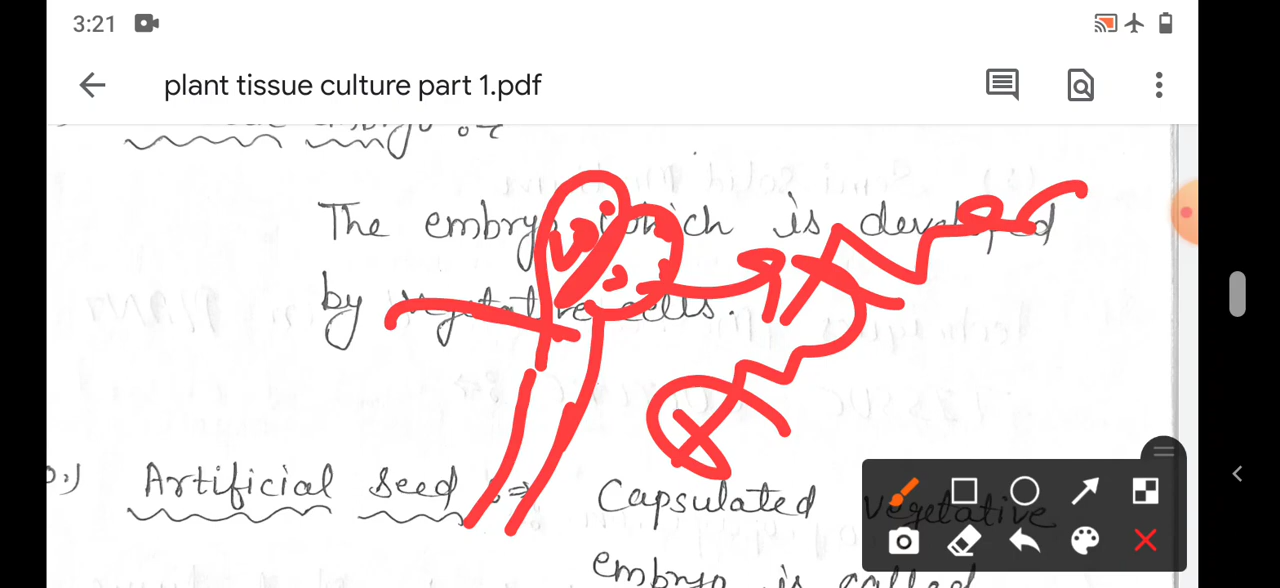 3:21
plant tissue culture part 1.pdf
The embryo which is developed
by vegetative cells.
Artificial seed :⇒ Capsulated vegetative
embryo is called